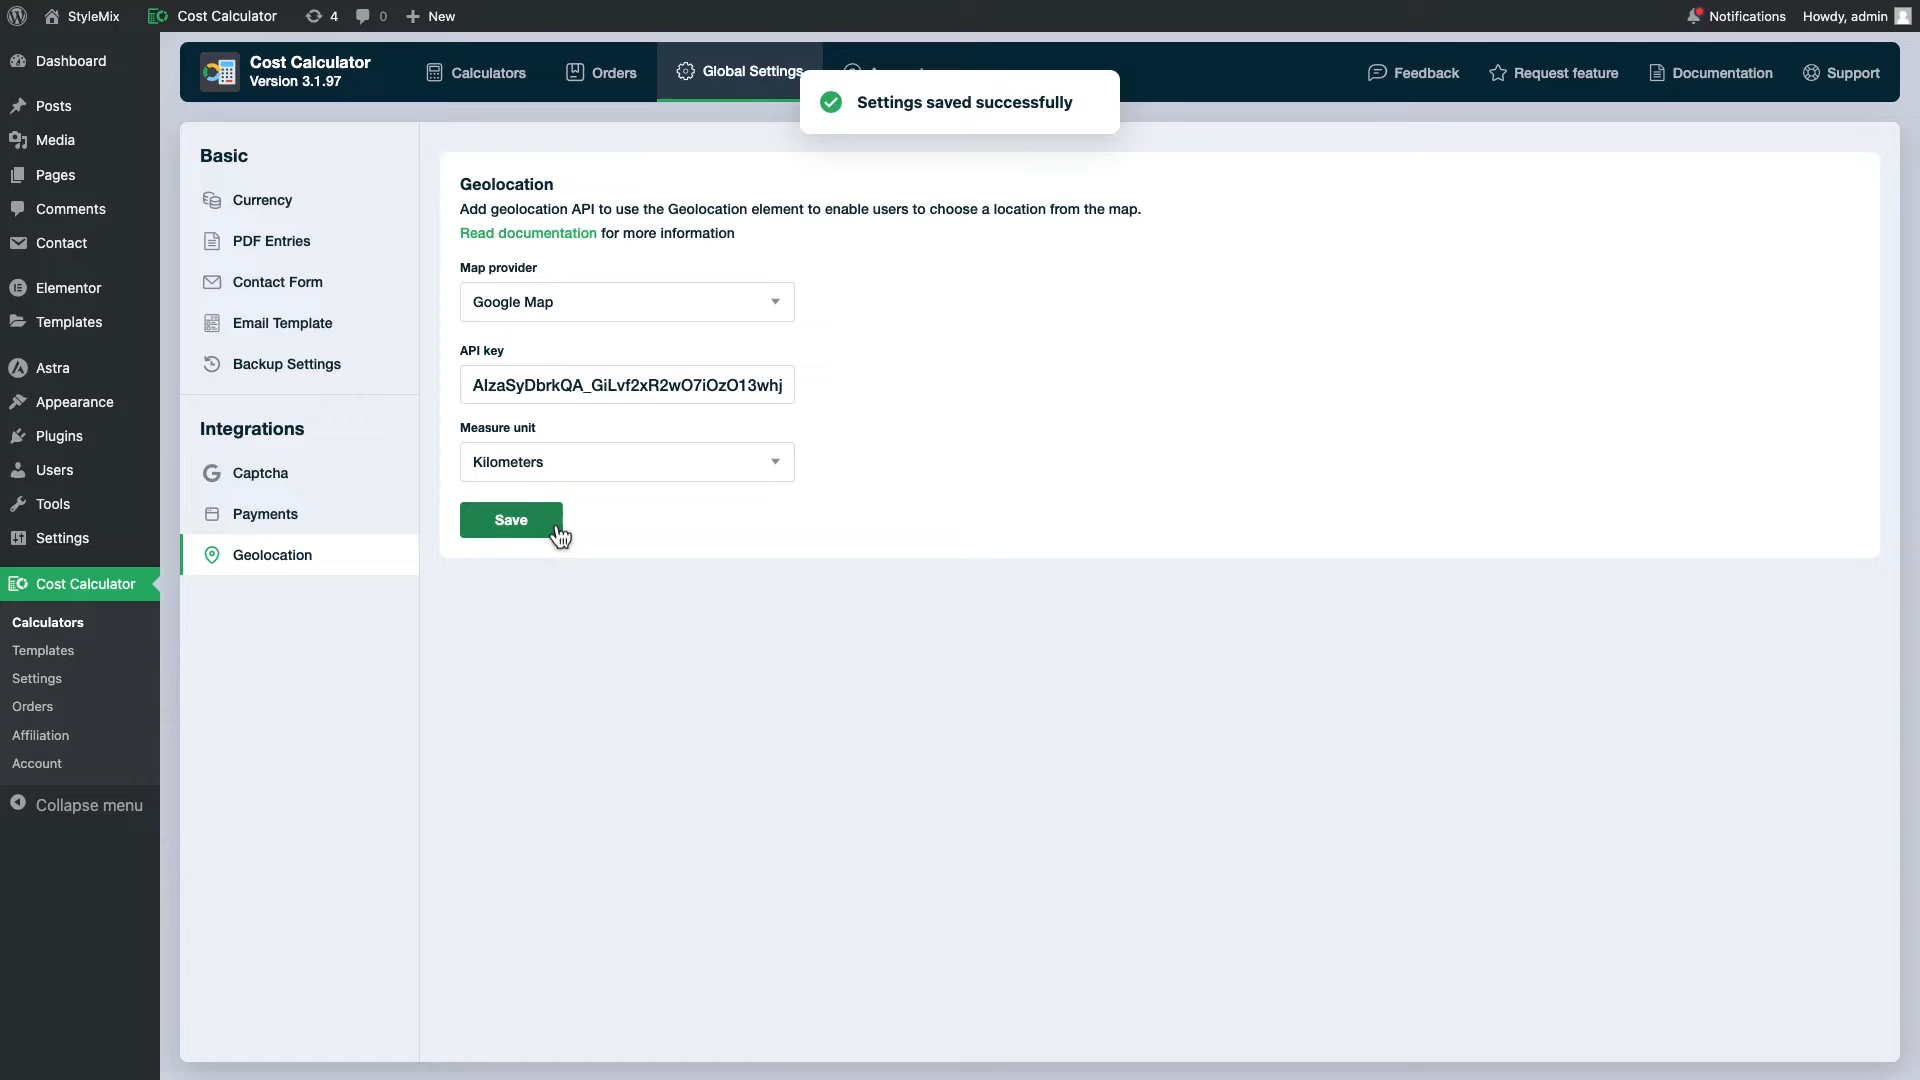 StyleMix
Cost Calculator
4
0
New
Notifications
Howdy, admin
Dashboard
Posts
Media
Pages
Comments
Contact
Elementor
Templates
Astra
Appearance
Plugins
Users
Tools
Settings
Cost Calculator
Calculators
Templates
Settings
Orders
Affiliation
Account
Collapse menu
Cost Calculator
Version 3.1.97
Calculators
Orders
Global Settings
Feedback
Request feature
Documentation
Support
Settings saved successfully
Basic
Currency
PDF Entries
Contact Form
Email Template
Backup Settings
Integrations
Captcha
Payments
Geolocation
Geolocation
Add geolocation API to use the Geolocation element to enable users to choose a location from the map.
Read documentation for more information
Map provider
Google Map
API key
AlzaSyDbrkQA_GiLvf2xR2wO7iOzO13whj
Measure unit
Kilometers
Save